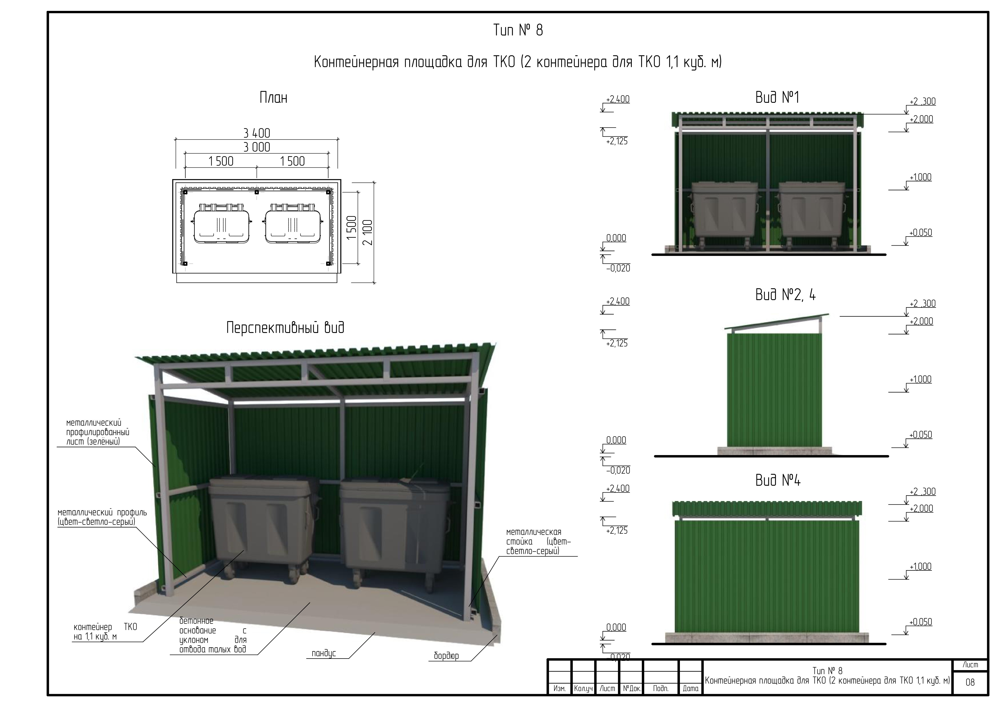 Тип № 8
Контейнерная площадка для ТКО (2 контейнера для ТКО 1,1 куб. м)
План
3 400
3 000
1 500
1 500
1 500
2 100
Перспективный вид
металлический
профилированный
лист (зелёный)
металлический профиль
(цвет-светло-серый)
контейнер ТКО
на 1,1 куб. м
бетонное
основание с
уклоном для
отвода талых вод
пандус
бордюр
металлическая
стойка (цвет-
светло-серый)
Вид №1
+2,400
+2,125
0,000
-0,020
+2 ,300
+2,000
+1,000
+0,050
Вид №2, 4
+2,400
+2,125
0,000
-0,020
+2 ,300
+2,000
+1,000
+0,050
Вид №4
+2,400
+2,125
0,000
-0,020
+2 ,300
+2,000
+1,000
+0,050
Изм.
Кол.уч
Лист
№Док.
Подп.
Дата
Тип № 8
Контейнерная площадка для ТКО (2 контейнера для ТКО 1,1 куб. м)
Лист
08